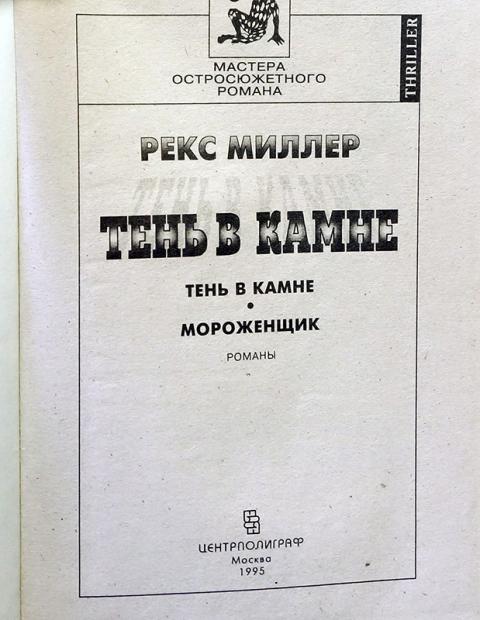 МАСТЕРА
ОСТРОСЮЖЕТНОГО
РОМАНА
THRILLER
РЕКС МИЛЛЕР
ТЕНЬ В КАМНЕ
ТЕНЬ В КАМНЕ
•
МОРОЖЕНЩИК
РОМАНЫ
ЦЕНТРПОЛИГРАФ
Москва
1995